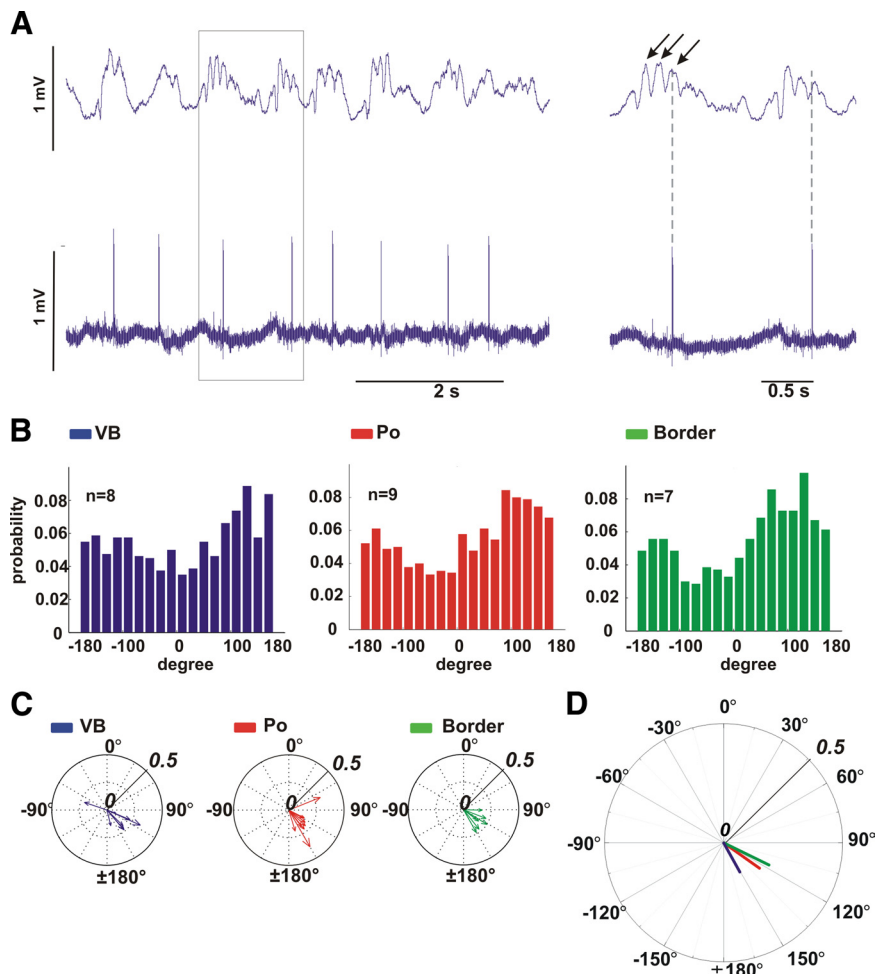 A
1 mV
1 mV
2 s
0.5 s
B
VB
Po
Border
probability
0.08
0.06
0.04
0.02
0
n=8
-180 -100 0 100 180
degree
0.08
0.06
0.04
0.02
0
n=9
-180 -100 0 100 180
degree
0.08
0.06
0.04
0.02
0
n=7
-180 -100 0 100 180
degree
C
VB
Po
Border
0°
0.5
0
-90°
90°
±180°
0°
0.5
0
-90°
90°
±180°
0°
0.5
0
-90°
90°
±180°
D
0°
-30°
30°
0.5
-60°
60°
0
-90°
90°
-120°
120°
-150°
150°
±180°